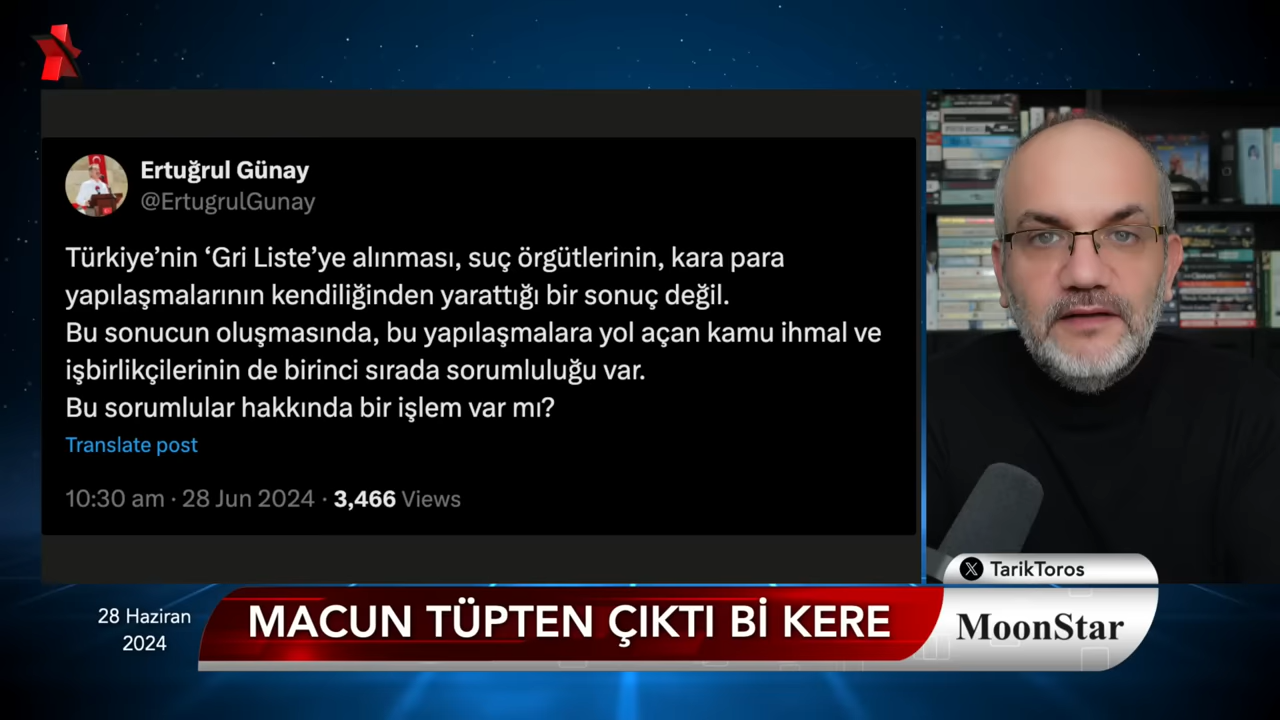 Ertuğrul Günay
@ErtugrulGunay
Türkiye’nin ‘Gri Liste’ye alınması, suç örgütlerinin, kara para
yapılaşmalarının kendiliğinden yarattığı bir sonuç değil.
Bu sonucun oluşmasında, bu yapılaşmalara yol açan kamu ihmal ve
işbirlikçilerinin de birinci sırada sorumluluğu var.
Bu sorumlular hakkında bir işlem var mı?
Translate post
10:30 am · 28 Jun 2024 · 3,466 Views
TarikToros
28 Haziran
2024
MACUN TÜPTEN ÇIKTI Bİ KERE
MoonStar